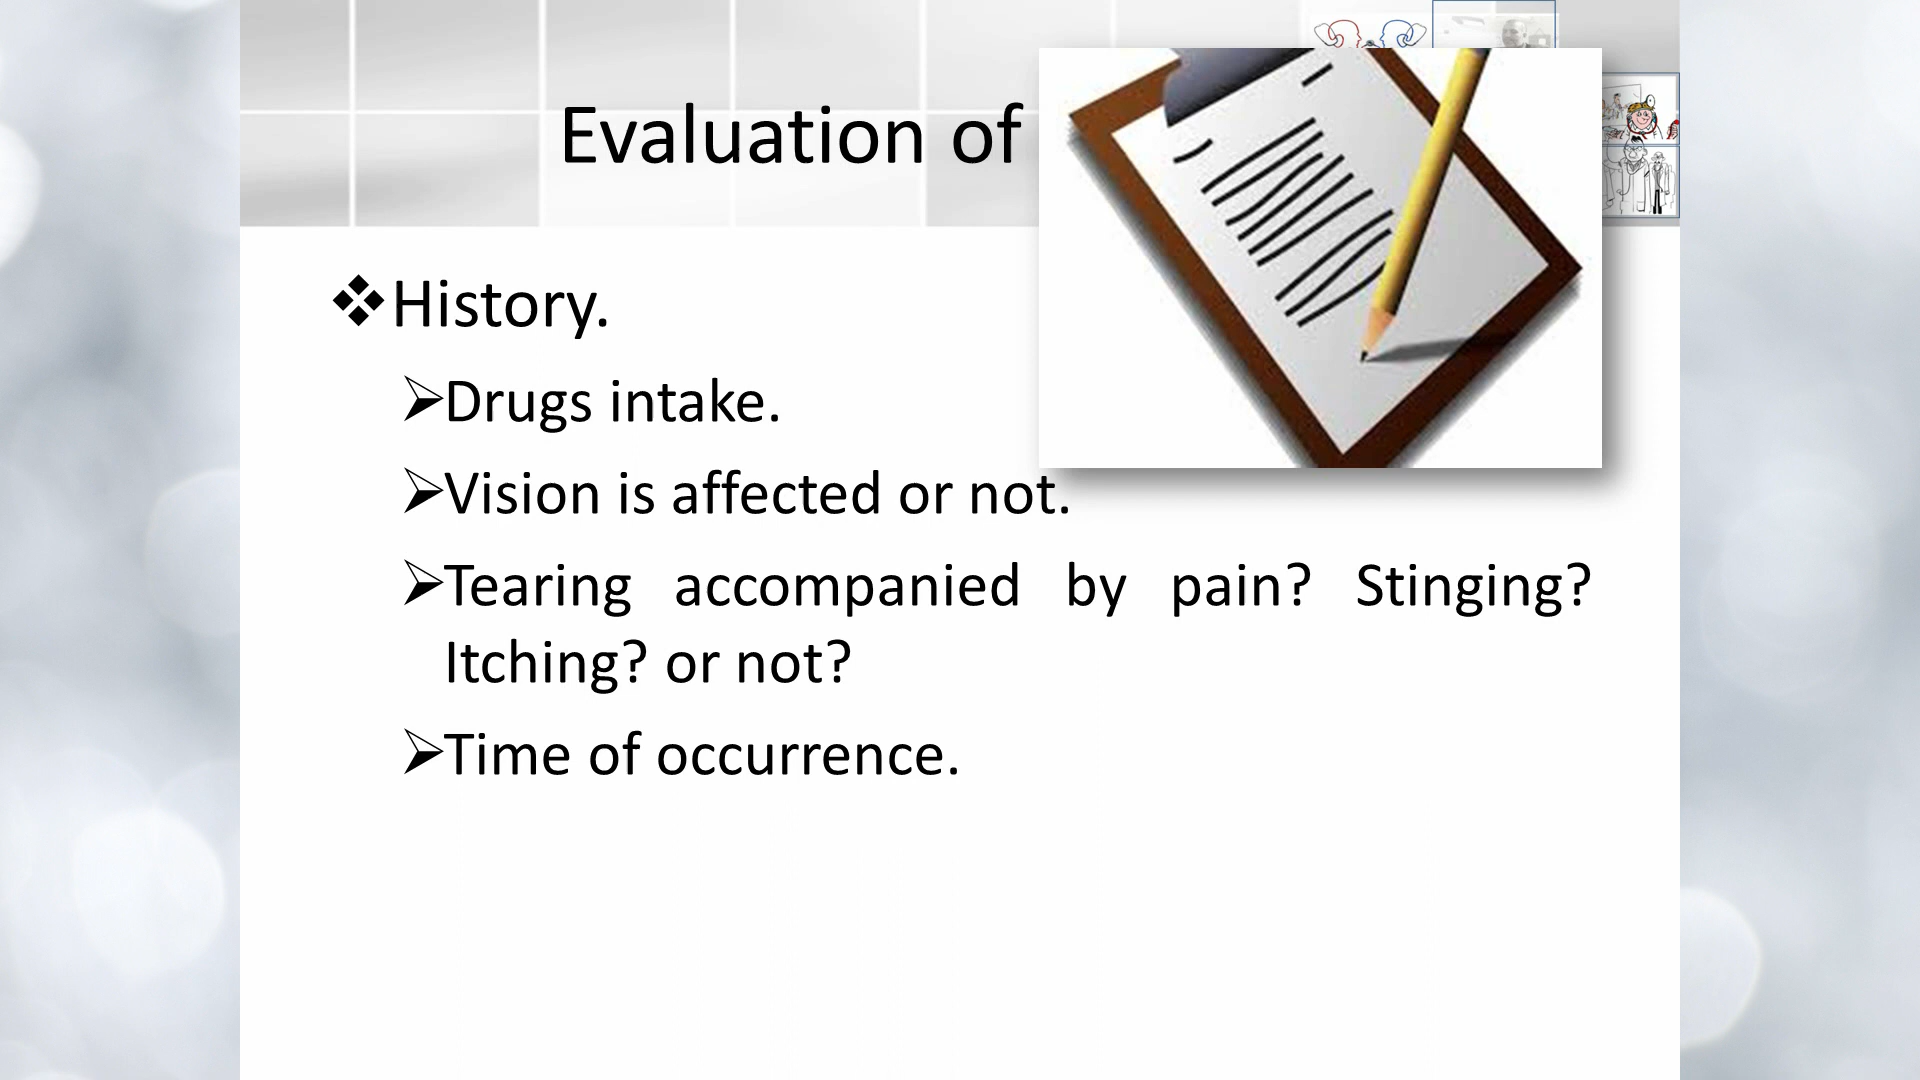 Evaluation of
❖History.
➢Drugs intake.
➢Vision is affected or not.
➢Tearing accompanied by pain? Stinging?
Itching? or not?
➢Time of occurrence.